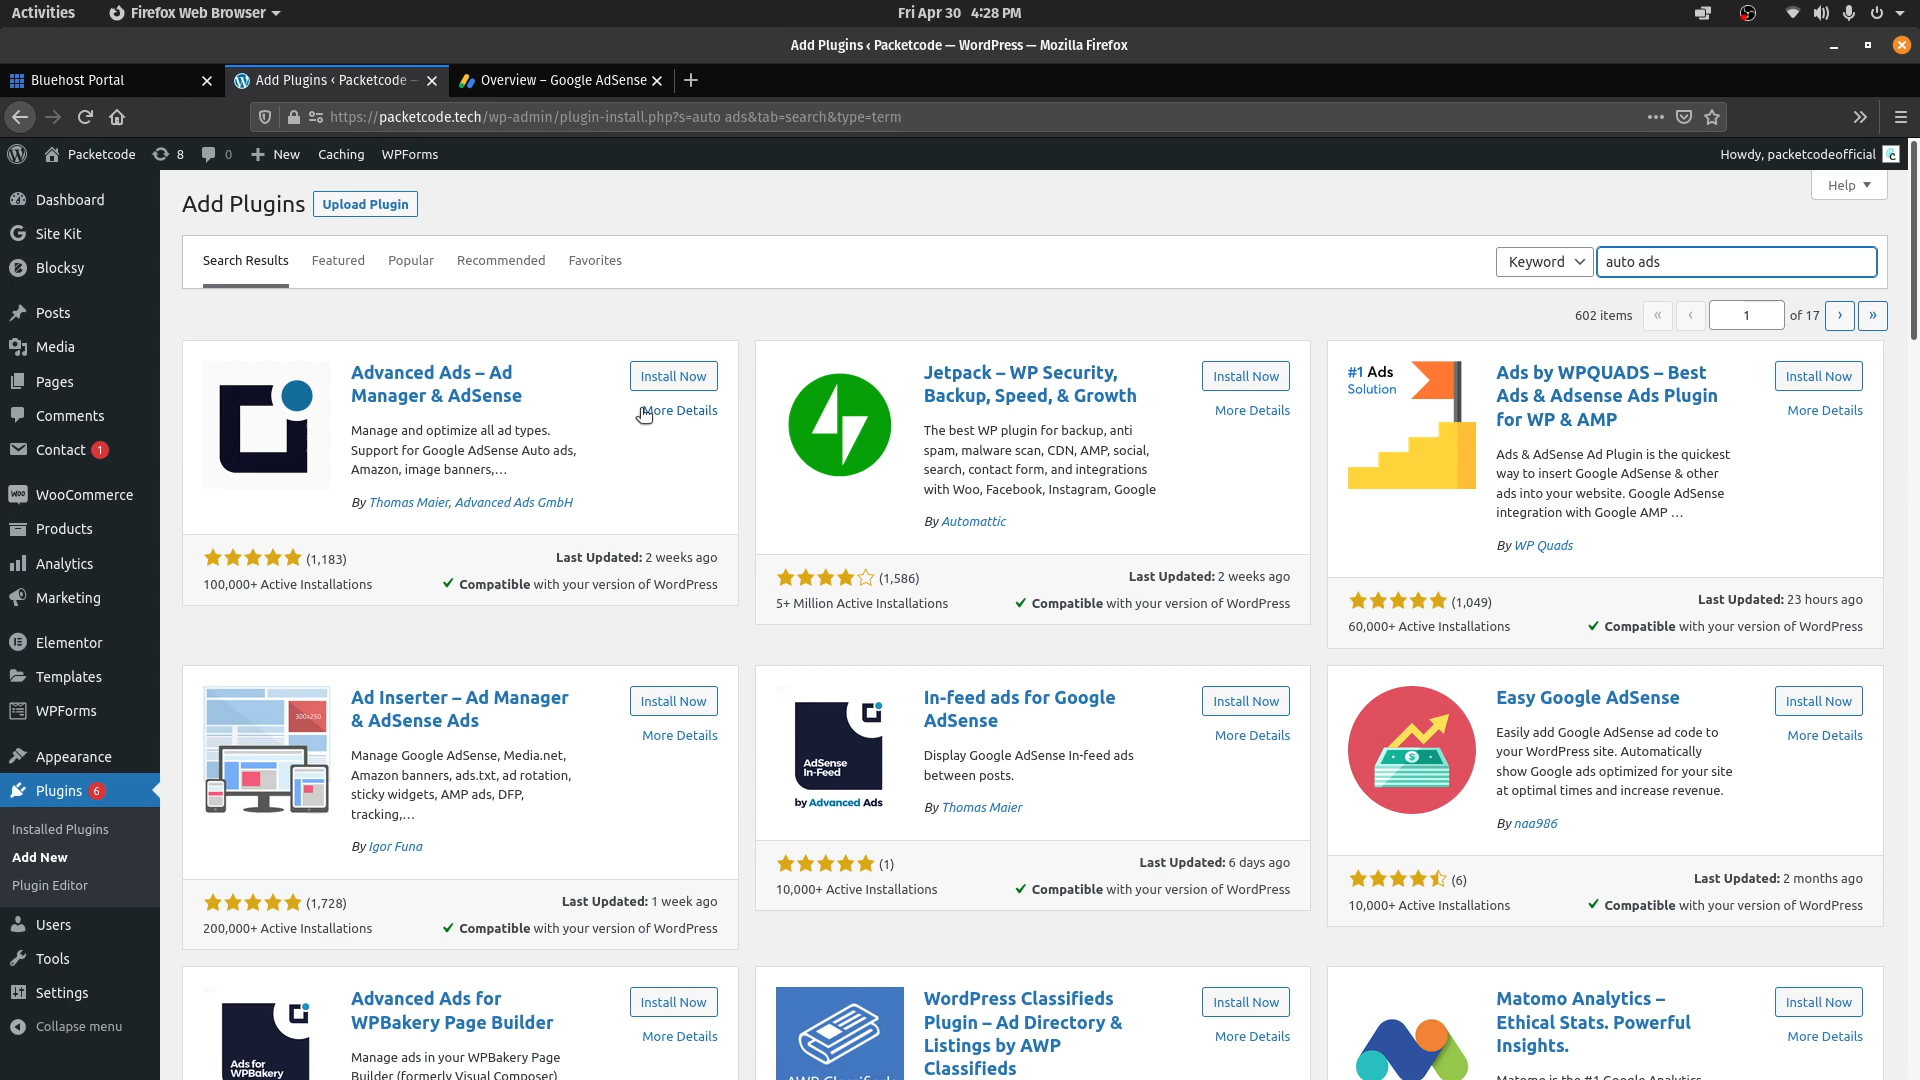 Activities
Firefox Web Browser
Fri Apr 30 4:28 PM
Add Plugins ‹ Packetcode — WordPress — Mozilla Firefox
Bluehost Portal
Add Plugins ‹ Packetcode —
Overview – Google AdSense
https://packetcode.tech/wp-admin/plugin-install.php?s=auto ads&tab=search&type=term
Packetcode
8
0
New
Caching
WPForms
Howdy, packetcodeofficial
Help
Dashboard
Site Kit
Blocksy
Posts
Media
Pages
Comments
Contact 1
WooCommerce
Products
Analytics
Marketing
Elementor
Templates
WPForms
Appearance
Plugins 6
Installed Plugins
Add New
Plugin Editor
Users
Tools
Settings
Collapse menu
Add Plugins
Upload Plugin
Search Results
Featured
Popular
Recommended
Favorites
Keyword
auto ads
602 items
«
‹
1
of 17
›
»
Advanced Ads – Ad
Manager & AdSense
Install Now
More Details
Manage and optimize all ad types.
Support for Google AdSense Auto ads,
Amazon, image banners,…
By Thomas Maier, Advanced Ads GmbH
(1,183)
Last Updated: 2 weeks ago
100,000+ Active Installations
Compatible with your version of WordPress
Jetpack – WP Security,
Backup, Speed, & Growth
Install Now
More Details
The best WP plugin for backup, anti
spam, malware scan, CDN, AMP, social,
search, contact form, and integrations
with Woo, Facebook, Instagram, Google
By Automattic
(1,586)
Last Updated: 2 weeks ago
5+ Million Active Installations
Compatible with your version of WordPress
#1 Ads
Solution
Ads by WPQUADS – Best
Ads & Adsense Ads Plugin
for WP & AMP
Install Now
More Details
Ads & AdSense Ad Plugin is the quickest
way to insert Google AdSense & other
ads into your website. Google AdSense
integration with Google AMP …
By WP Quads
(1,049)
Last Updated: 23 hours ago
60,000+ Active Installations
Compatible with your version of WordPress
300x250
Ad Inserter – Ad Manager
& AdSense Ads
Install Now
More Details
Manage Google AdSense, Media.net,
Amazon banners, ads.txt, ad rotation,
sticky widgets, AMP ads, DFP,
tracking,…
By Igor Funa
(1,728)
Last Updated: 1 week ago
200,000+ Active Installations
Compatible with your version of WordPress
AdSense
In-Feed
by Advanced Ads
In-feed ads for Google
AdSense
Install Now
More Details
Display Google AdSense In-feed ads
between posts.
By Thomas Maier
(1)
Last Updated: 6 days ago
10,000+ Active Installations
Compatible with your version of WordPress
Easy Google AdSense
Install Now
More Details
Easily add Google AdSense ad code to
your WordPress site. Automatically
show Google ads optimized for your site
at optimal times and increase revenue.
By naa986
(6)
Last Updated: 2 months ago
10,000+ Active Installations
Compatible with your version of WordPress
Ads for
WPBakery
Advanced Ads for
WPBakery Page Builder
Install Now
More Details
Manage ads in your WPBakery Page
Builder (formerly Visual Composer)
WordPress Classifieds
Plugin – Ad Directory &
Listings by AWP
Classifieds
Install Now
More Details
Matomo Analytics –
Ethical Stats. Powerful
Insights.
Install Now
More Details